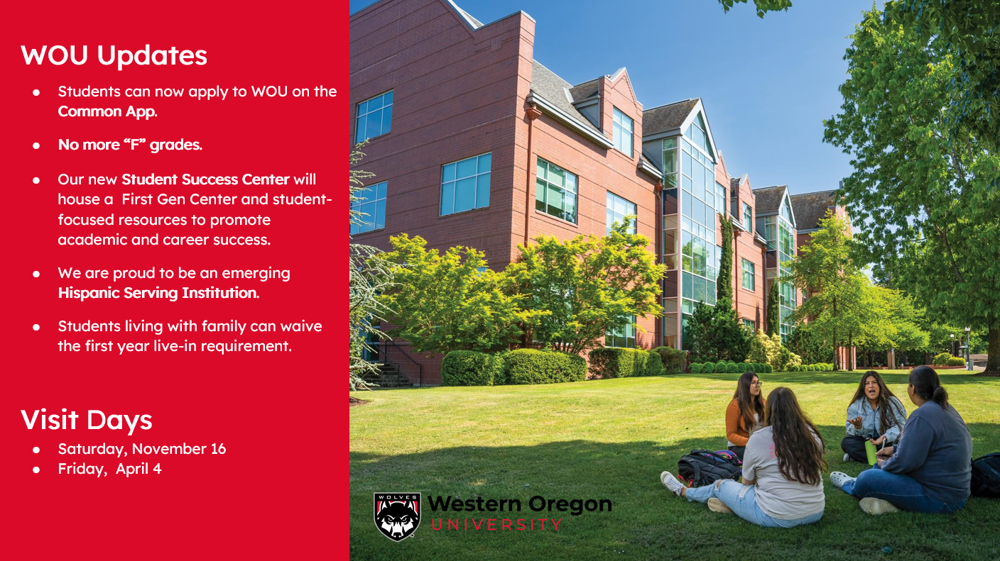 WOU Updates
● Students can now apply to WOU on the
Common App.
● No more “F” grades.
● Our new Student Success Center will
house a  First Gen Center and student-
focused resources to promote
academic and career success.
● We are proud to be an emerging
Hispanic Serving Institution.
● Students living with family can waive
the first year live-in requirement.
Visit Days
● Saturday, November 16
● Friday,  April 4
WOLVES
Western Oregon
UNIVERSITY